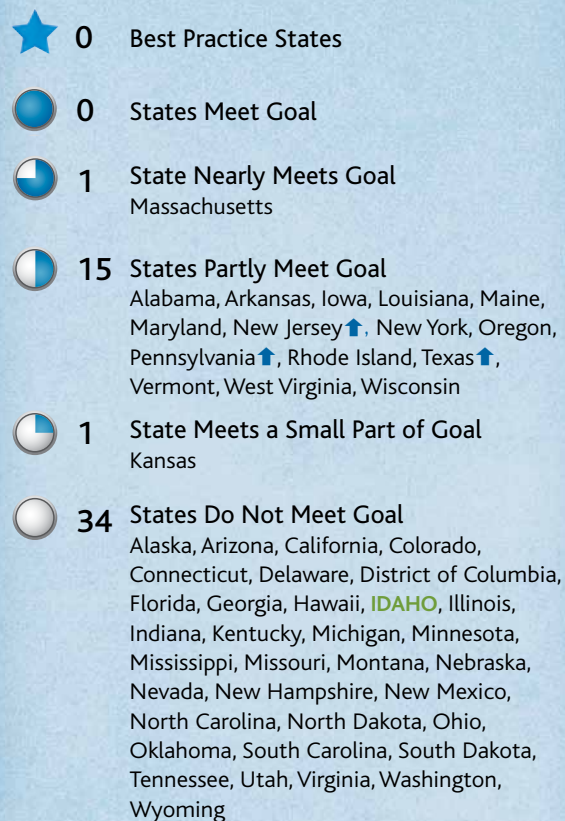 0 Best Practice States
0 States Meet Goal
1 State Nearly Meets Goal
Massachusetts
15 States Partly Meet Goal
Alabama, Arkansas, Iowa, Louisiana, Maine,
Maryland, New Jersey⬆, New York, Oregon,
Pennsylvania⬆, Rhode Island, Texas⬆,
Vermont, West Virginia, Wisconsin
1 State Meets a Small Part of Goal
Kansas
34 States Do Not Meet Goal
Alaska, Arizona, California, Colorado,
Connecticut, Delaware, District of Columbia,
Florida, Georgia, Hawaii, IDAHO, Illinois,
Indiana, Kentucky, Michigan, Minnesota,
Mississippi, Missouri, Montana, Nebraska,
Nevada, New Hampshire, New Mexico,
North Carolina, North Dakota, Ohio,
Oklahoma, South Carolina, South Dakota,
Tennessee, Utah, Virginia, Washington,
Wyoming